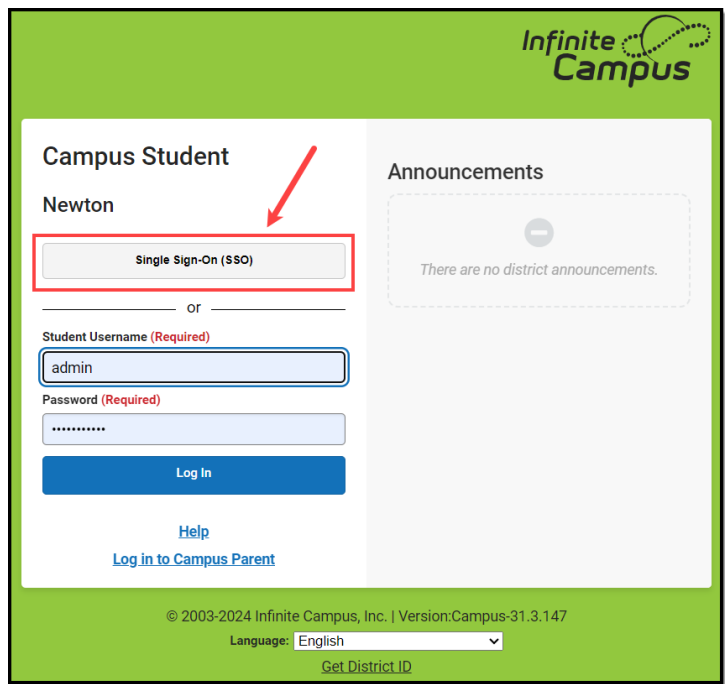 Infinite
Campus
Campus Student
Newton
Single Sign-On (SSO)
or
Student Username (Required)
admin
Password (Required)
•••••••••••
Log In
Help
Log in to Campus Parent
Announcements
There are no district announcements.
© 2003-2024 Infinite Campus, Inc. | Version:Campus-31.3.147
Language: English
Get District ID